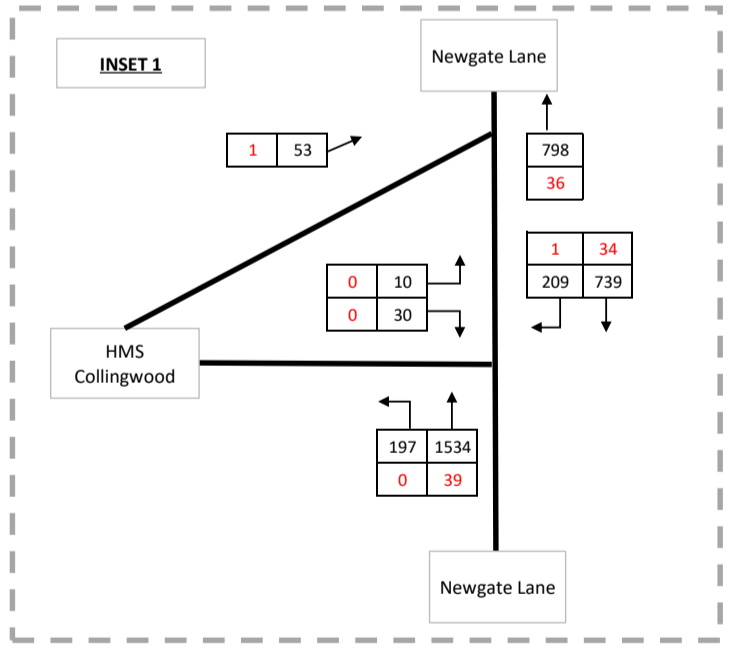 INSET 1
Newgate Lane
1 53
798
36
1 34
209 739
0 10
0 30
HMS
Collingwood
197 1534
0 39
Newgate Lane